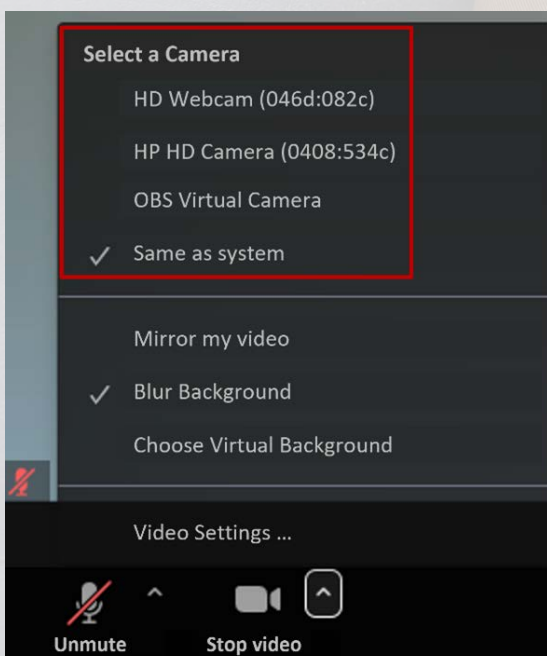 Select a Camera
HD Webcam (046d:082c)
HP HD Camera (0408:534c)
OBS Virtual Camera
Same as system
Mirror my video
Blur Background
Choose Virtual Background
Video Settings ...
Unmute
Stop video